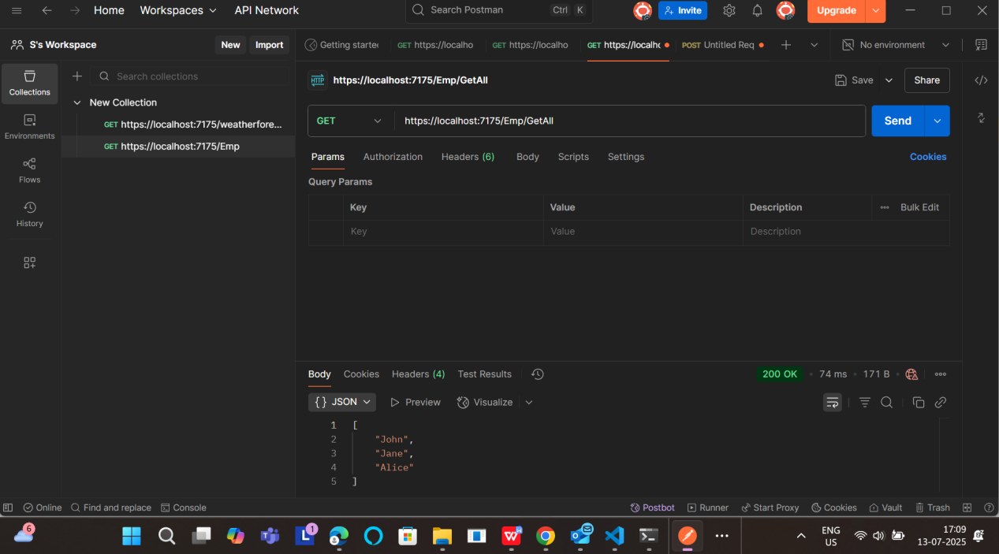 Home Workspaces API Network Search Postman Ctrl K Invite Upgrade
S's Workspace New Import Getting starte GET https://localho GET https://localho GET https://localhc POST Untitled Req No environment
Collections
Environments
Flows
History
Search collections
New Collection
GET https://localhost:7175/weatherfore...
GET https://localhost:7175/Emp
HTTP https://localhost:7175/Emp/GetAll Save Share
GET https://localhost:7175/Emp/GetAll Send
Params Authorization Headers (6) Body Scripts Settings Cookies
Query Params
Key Value Description Bulk Edit
Key Value Description
Body Cookies Headers (4) Test Results 200 OK • 74 ms • 171 B •
{} JSON Preview Visualize
1 [
2 "John",
3 "Jane",
4 "Alice"
5 ]
Online Find and replace Console Postbot Runner Start Proxy Cookies Vault Trash
6 1 ENG 17:09
US 13-07-2025